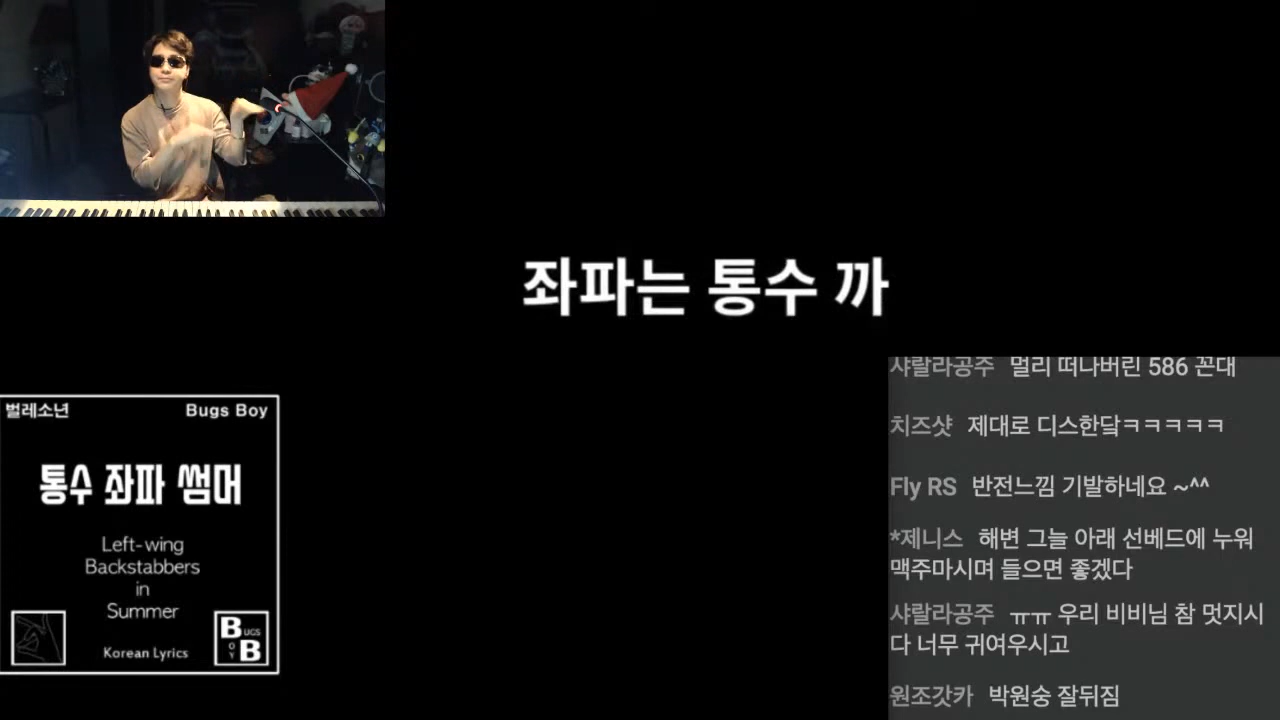 좌파는 통수 까
샤랄라공주 멀리 떠나버린 586 꼰대
치즈샷 제대로 디스한닼ㅋㅋㅋㅋㅋ
Fly RS 반전느낌 기발하네요 ~^^
*제니스 해변 그늘 아래 선베드에 누워
맥주마시며 들으면 좋겠다
샤랄라공주 ㅠㅠ 우리 비비님 참 멋지시
다 너무 귀여우시고
원조갓카 박원숭 잘뒤짐
벌레소년 Bugs Boy
통수 좌파 썸머
Left-wing
Backstabbers
in
Summer
Korean Lyrics
BUGS
BOY